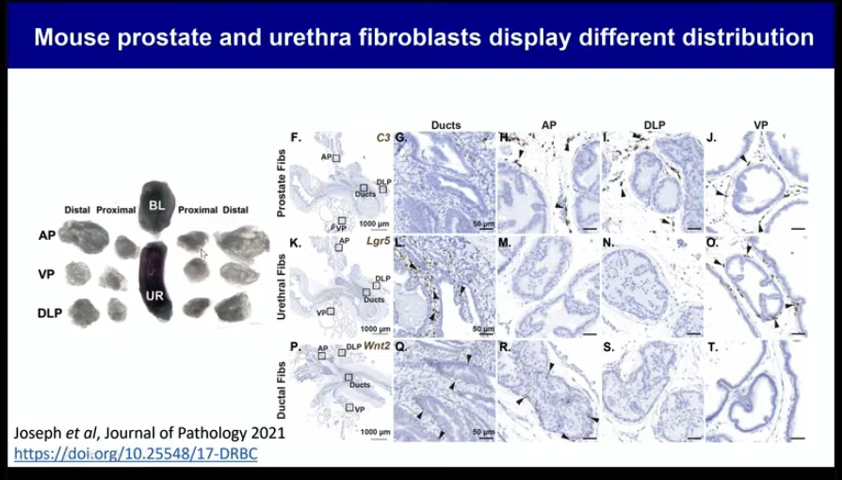 Mouse prostate and urethra fibroblasts display different distribution
BL
Distal Proximal Proximal Distal
AP
VP
UR
DLP
Ducts AP DLP VP
Prostate Fibs
F. C3 G. H. I. J.
AP
DLP
Ducts
VP
1000 µm 50 µm
Urethral Fibs
K. Lgr5 L. M. N. O.
AP
DLP
Ducts
VP
1000 µm 50 µm
Ductal Fibs
P. Wnt2 Q. R. S. T.
AP DLP
Ducts
VP
1000 µm 50 µm
Joseph et al, Journal of Pathology 2021
https://doi.org/10.25548/17-DRBC